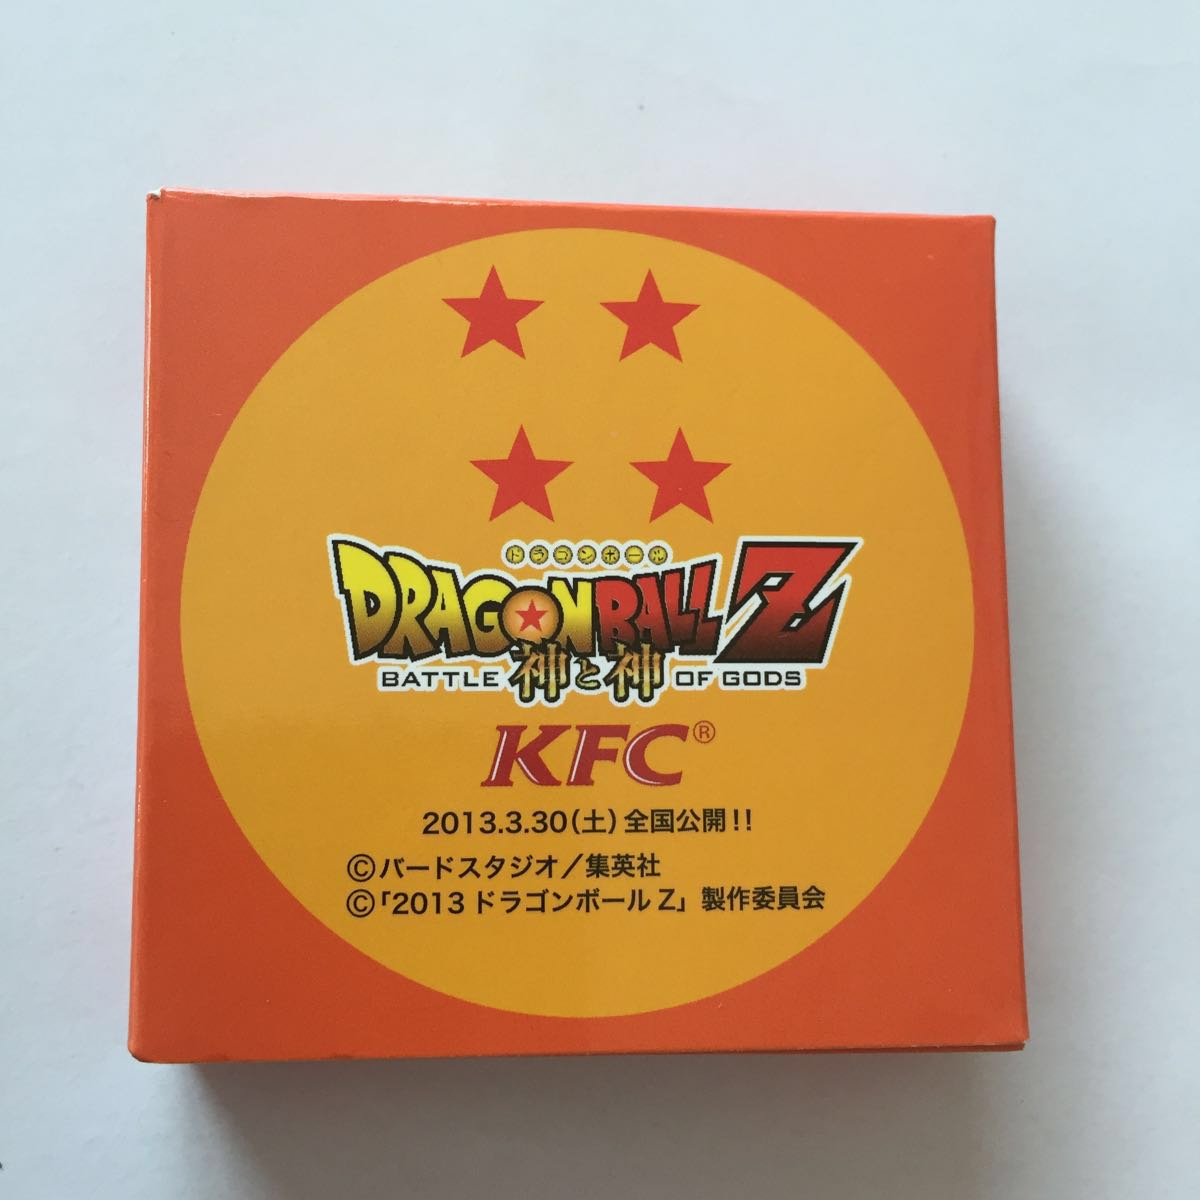 ドラゴンボール
DRAGONBALL Z
BATTLE 神と神 OF GODS
KFC®
2013.3.30(土)全国公開!!
©バードスタジオ/集英社
©「2013 ドラゴンボールZ」製作委員会